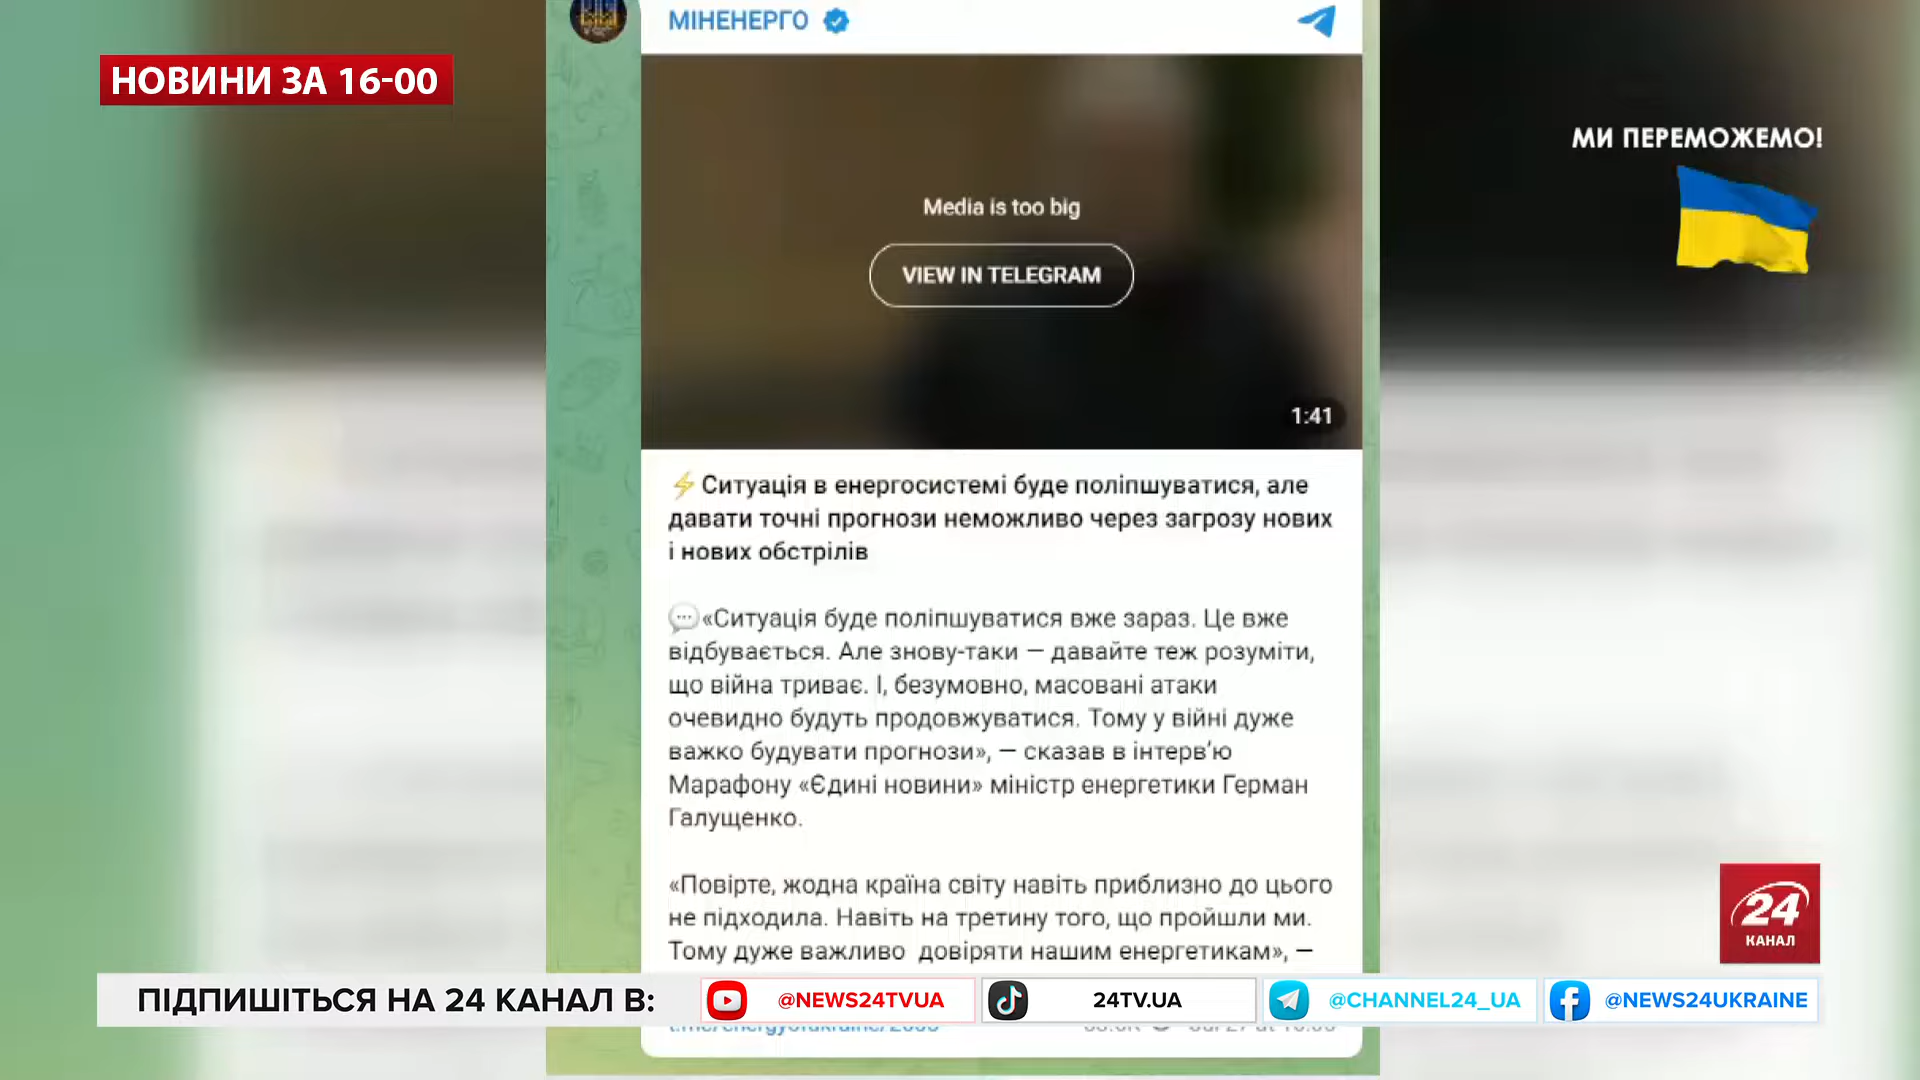 МІНЕНЕРГО
НОВИНИ ЗА 16-00
МИ ПЕРЕМОЖЕМО!
Media is too big
VIEW IN TELEGRAM
1:41
⚡Ситуація в енергосистемі буде поліпшуватися, але
давати точні прогнози неможливо через загрозу нових
і нових обстрілів
💬«Ситуація буде поліпшуватися вже зараз. Це вже
відбувається. Але знову-таки — давайте теж розуміти,
що війна триває. І, безумовно, масовані атаки
очевидно будуть продовжуватися. Тому у війні дуже
важко будувати прогнози», — сказав в інтерв’ю
Марафону «Єдині новини» міністр енергетики Герман
Галущенко.
«Повірте, жодна країна світу навіть приблизно до цього
не підходила. Навіть на третину того, що пройшли ми.
Тому дуже важливо довіряти нашим енергетикам», —
24
КАНАЛ
ПІДПИШІТЬСЯ НА 24 КАНАЛ В:
@NEWS24TVUA
24TV.UA
@CHANNEL24_UA
@NEWS24UKRAINE